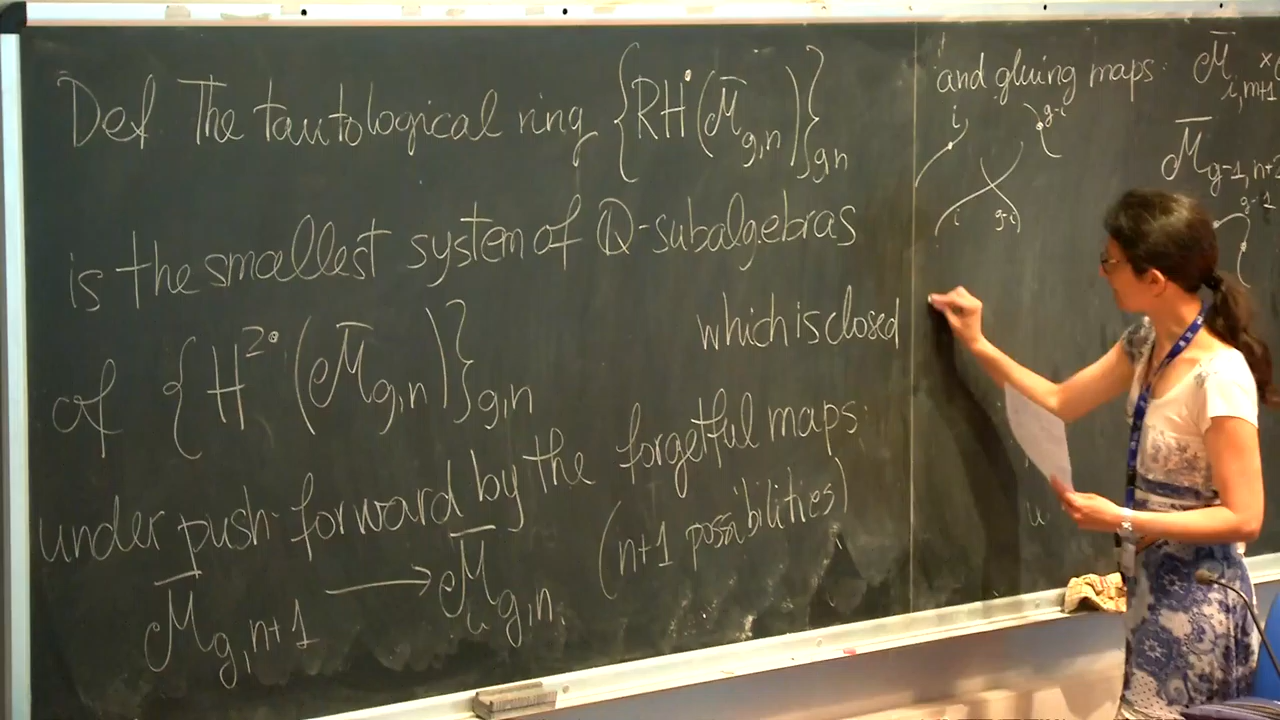 Def The tautological ring {RH•(M̄g,n)}gn
is the smallest system of Q-subalgebras
of {H²•(M̄g,n)}g,n which is closed
under push-forward by the forgetful maps:
M̄g,n+1 → M̄g,n. (n+1 possibilities)
and gluing maps: M̄i,m+1 ×
i g-i
M̄g-1,n+2
i g-i
g-1